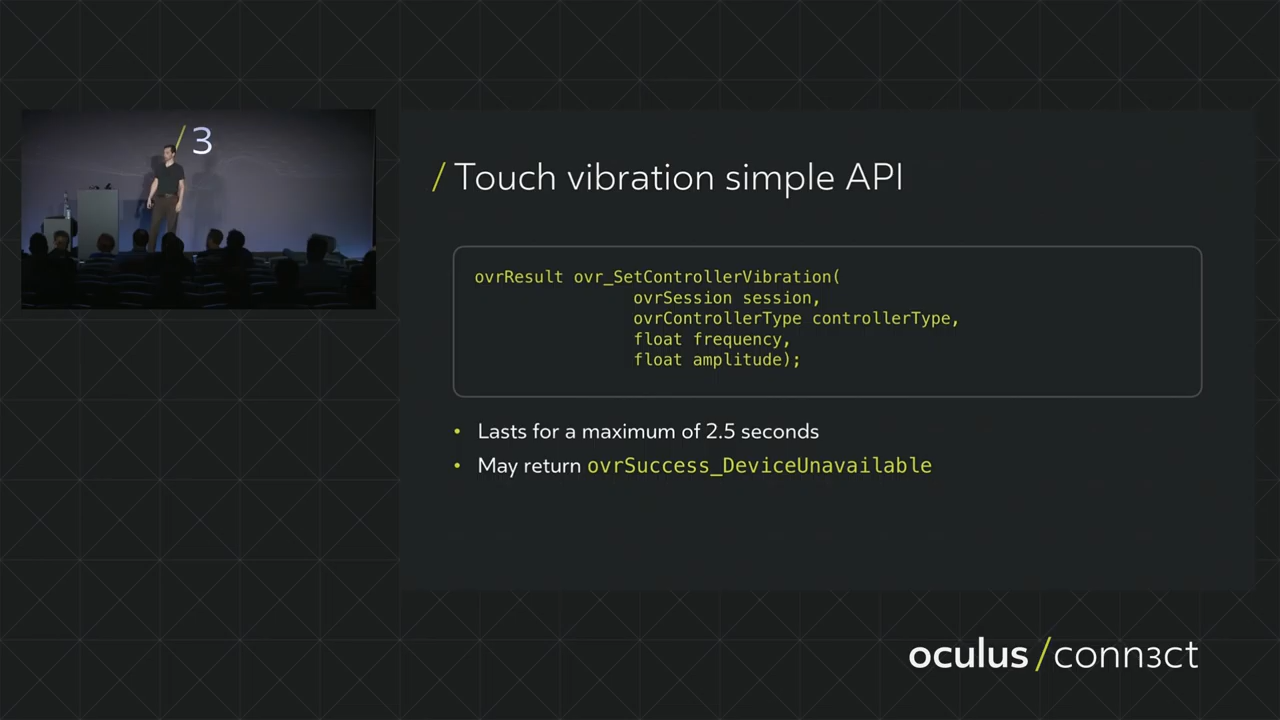 / 3
/ Touch vibration simple API
ovrResult ovr_SetControllerVibration(
ovrSession session,
ovrControllerType controllerType,
float frequency,
float amplitude);
• Lasts for a maximum of 2.5 seconds
• May return ovrSuccess_DeviceUnavailable
oculus /conn3ct